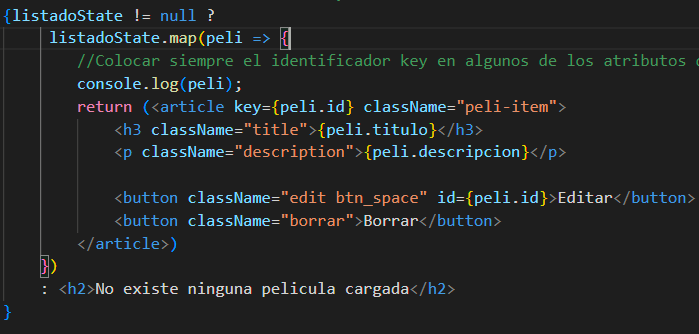 {listadoState != null ?
listadoState.map(peli => {
//Colocar siempre el identificador key en algunos de los atributos
console.log(peli);
return (<article key={peli.id} className="peli-item">
<h3 className="title">{peli.titulo}</h3>
<p className="description">{peli.descripcion}</p>
<button className="edit btn_space" id={peli.id}>Editar</button>
<button className="borrar">Borrar</button>
</article>)
})
: <h2>No existe ninguna pelicula cargada</h2>
}